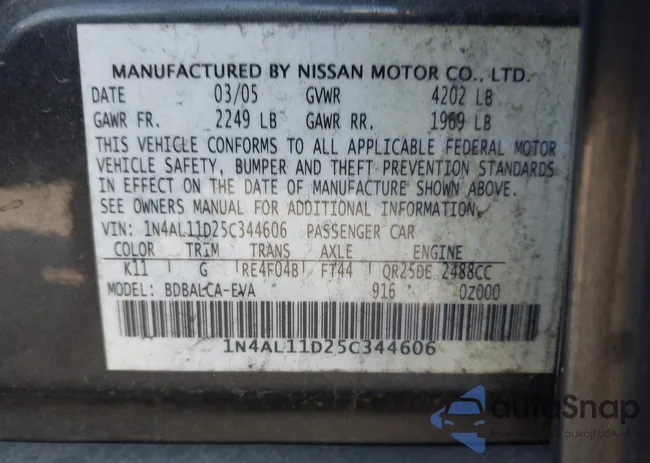 MANUFACTURED BY NISSAN MOTOR CO., LTD.
DATE 03/05 GVWR 4202 LB
GAWR FR. 2249 LB GAWR RR. 1969 LB
THIS VEHICLE CONFORMS TO ALL APPLICABLE FEDERAL MOTOR
VEHICLE SAFETY, BUMPER AND THEFT PREVENTION STANDARDS
IN EFFECT ON THE DATE OF MANUFACTURE SHOWN ABOVE.
SEE OWNERS MANUAL FOR ADDITIONAL INFORMATION.
VIN: 1N4AL11D25C344606 PASSENGER CAR
COLOR TRIM TRANS AXLE ENGINE
K11 G RE4F04B FT44 QR25DE 2488CC
MODEL: BDBALCA-EVA 916 0Z000
1N4AL11D25C344606
autoSnap